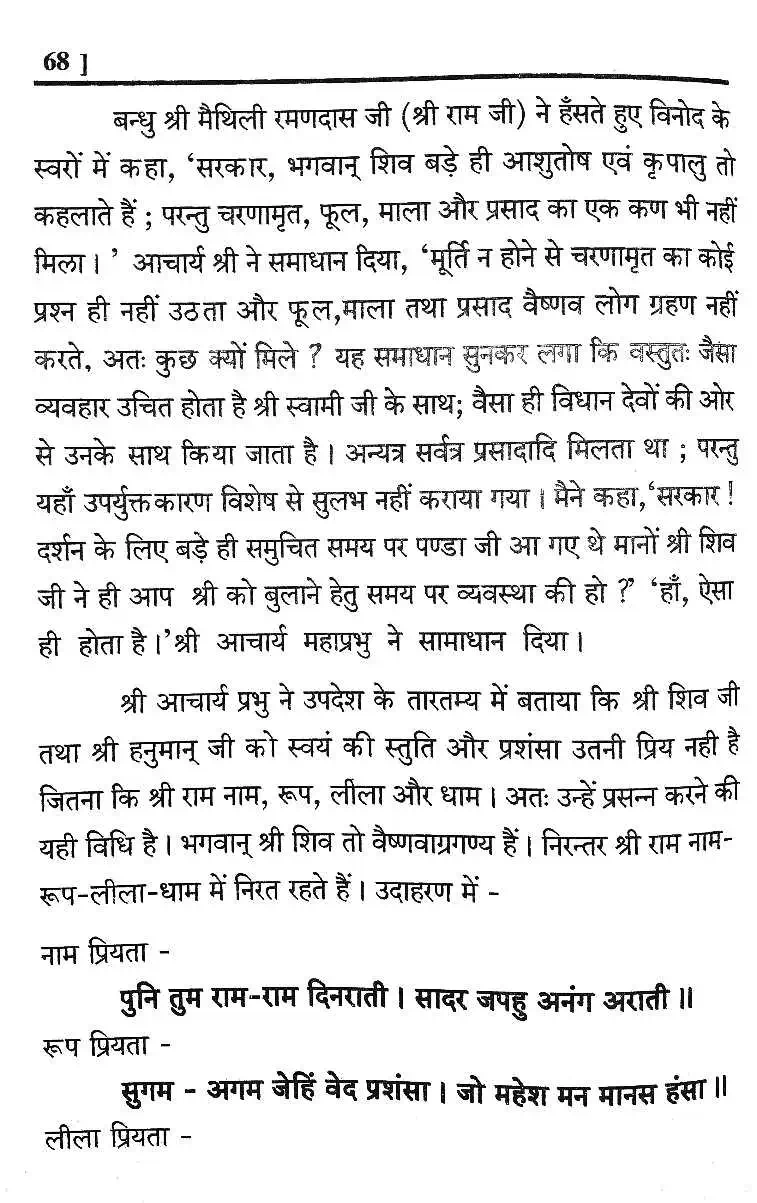 68 ]
बन्धु श्री मैथिली रमणदास जी (श्री राम जी) ने हँसते हुए विनोद के
स्वरों में कहा, ‘सरकार, भगवान् शिव बड़े ही आशुतोष एवं कृपालु तो
कहलाते हैं ; परन्तु चरणामृत, फूल, माला और प्रसाद का एक कण भी नहीं
मिला। ’ आचार्य श्री ने समाधान दिया, ‘मूर्ति न होने से चरणामृत का कोई
प्रश्न ही नहीं उठता और फूल,माला तथा प्रसाद वैष्णव लोग ग्रहण नहीं
करते, अतः कुछ क्यों मिले ? यह समाधान सुनकर लगा कि वस्तुतः जैसा
व्यवहार उचित होता है श्री स्वामी जी के साथ; वैसा ही विधान देवों की ओर
से उनके साथ किया जाता है। अन्यत्र सर्वत्र प्रसादादि मिलता था ; परन्तु
यहाँ उपर्युक्तकारण विशेष से सुलभ नहीं कराया गया। मैने कहा,‘सरकार !
दर्शन के लिए बड़े ही समुचित समय पर पण्डा जी आ गए थे मानों श्री शिव
जी ने ही आप श्री को बुलाने हेतु समय पर व्यवस्था की हो ?’ ‘हाँ, ऐसा
ही होता है।’श्री आचार्य महाप्रभु ने सामाधान दिया।
श्री आचार्य प्रभु ने उपदेश के तारतम्य में बताया कि श्री शिव जी
तथा श्री हनुमान् जी को स्वयं की स्तुति और प्रशंसा उतनी प्रिय नही है
जितना कि श्री राम नाम, रूप, लीला और धाम। अतः उन्हें प्रसन्न करने की
यही विधि है। भगवान् श्री शिव तो वैष्णवाग्रगण्य हैं। निरन्तर श्री राम नाम-
रूप-लीला-धाम में निरत रहते हैं। उदाहरण में -
नाम प्रियता -
पुनि तुम राम-राम दिनराती। सादर जपहु अनंग अराती॥
रूप प्रियता -
सुगम - अगम जेहिं वेद प्रशंसा। जो महेश मन मानस हंसा॥
लीला प्रियता -